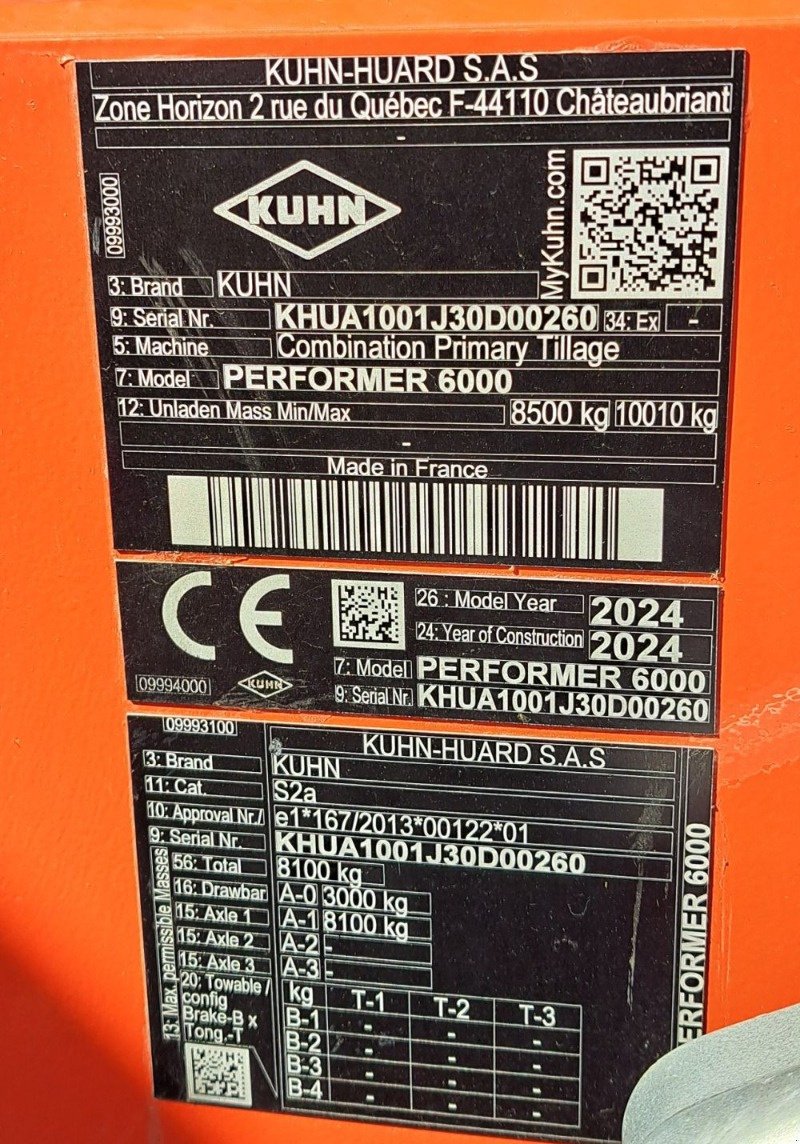 KUHN-HUARD S.A.S
Zone Horizon 2 rue du Québec F-44110 Châteaubriant
-
09993000
KUHN
MyKuhn.com
3: Brand KUHN
9: Serial Nr. KHUA1001J30D00260 34: Ex -
5: Machine Combination Primary Tillage
7: Model PERFORMER 6000
12: Unladen Mass Min/Max 8500 kg 10010 kg
-
Made in France
CE
09994000
KUHN
26 : Model Year 2024
24: Year of Construction 2024
7: Model PERFORMER 6000
9: Serial Nr. KHUA1001J30D00260
09993100
KUHN-HUARD S.A.S
3: Brand KUHN
11: Cat. S2a
10: Approval Nr./ e1*167/2013*00122*01
9: Serial Nr. KHUA1001J30D00260
13: Max. permissible Masses
56: Total 8100 kg
16: Drawbar A-0 3000 kg
15: Axle 1 A-1 8100 kg
15: Axle 2 A-2 -
15: Axle 3 A-3 -
20: Towable /
config
Brake-B x
Tong.-T
kg T-1 T-2 T-3
B-1 - - -
B-2 - - -
B-3 - - -
B-4 - - -
ERFORMER 6000